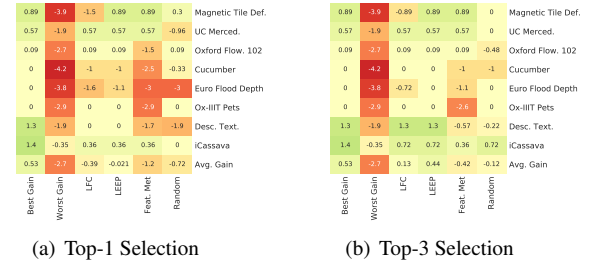 0.89 -3.9 -1.5 0.89 0.89 0.3 Magnetic Tile Def.
0.57 -1.9 0.57 0.57 0.57 -0.96 UC Merced.
0.09 -2.7 0.09 0.09 -1.5 0.09 Oxford Flow. 102
0 -4.2 -1 -1 -2.5 -0.33 Cucumber
0 -3.8 -1.6 -1.1 -3 -3 Euro Flood Depth
0 -2.9 0 0 -2.9 0 Ox-IIIT Pets
1.3 -1.9 0 0 -1.7 -1.9 Desc. Text.
1.4 -0.35 0.36 0.36 0.36 0 iCassava
0.53 -2.7 -0.39 -0.021 -1.2 -0.72 Avg. Gain
Best Gain Worst Gain LFC LEEP Feat. Met Random
(a) Top-1 Selection
0.89 -3.9 -0.89 0.89 0.89 0 Magnetic Tile Def.
0.57 -1.9 0.57 0.57 0.57 0 UC Merced.
0.09 -2.7 0.09 0.09 0.09 -0.48 Oxford Flow. 102
0 -4.2 0 0 -1 -1 Cucumber
0 -3.8 -0.72 0 -1.1 0 Euro Flood Depth
0 -2.9 0 0 -2.6 0 Ox-IIIT Pets
1.3 -1.9 1.3 1.3 -0.57 -0.22 Desc. Text.
1.4 -0.35 0.72 0.72 0.36 0.72 iCassava
0.53 -2.7 0.13 0.44 -0.42 -0.12 Avg. Gain
Best Gain Worst Gain LFC LEEP Feat. Met Random
(b) Top-3 Selection